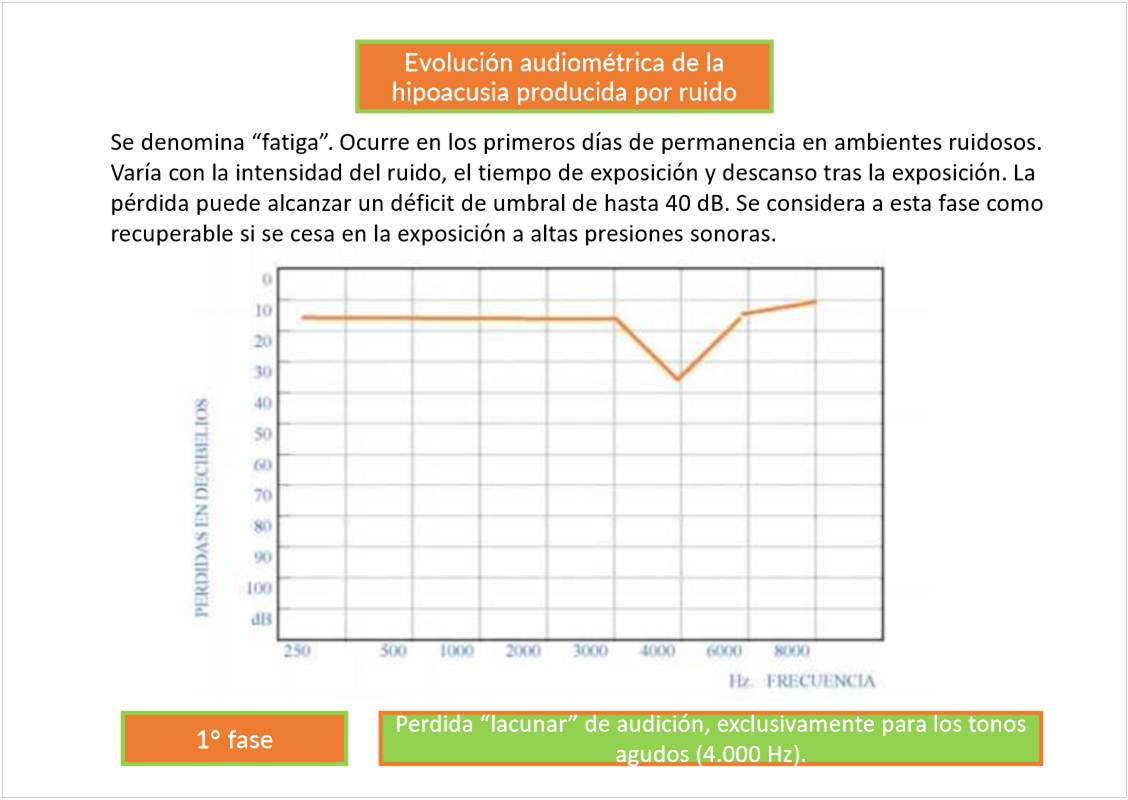 Evolución audiométrica de la
hipoacusia producida por ruido
Se denomina “fatiga”. Ocurre en los primeros días de permanencia en ambientes ruidosos.
Varía con la intensidad del ruido, el tiempo de exposición y descanso tras la exposición. La
pérdida puede alcanzar un déficit de umbral de hasta 40 dB. Se considera a esta fase como
recuperable si se cesa en la exposición a altas presiones sonoras.
PERDIDAS EN DECIBELIOS
0
10
20
30
40
50
60
70
80
90
100
dB
250 500 1000 2000 3000 4000 6000 8000
Hz. FRECUENCIA
1° fase
Perdida “lacunar” de audición, exclusivamente para los tonos
agudos (4.000 Hz).